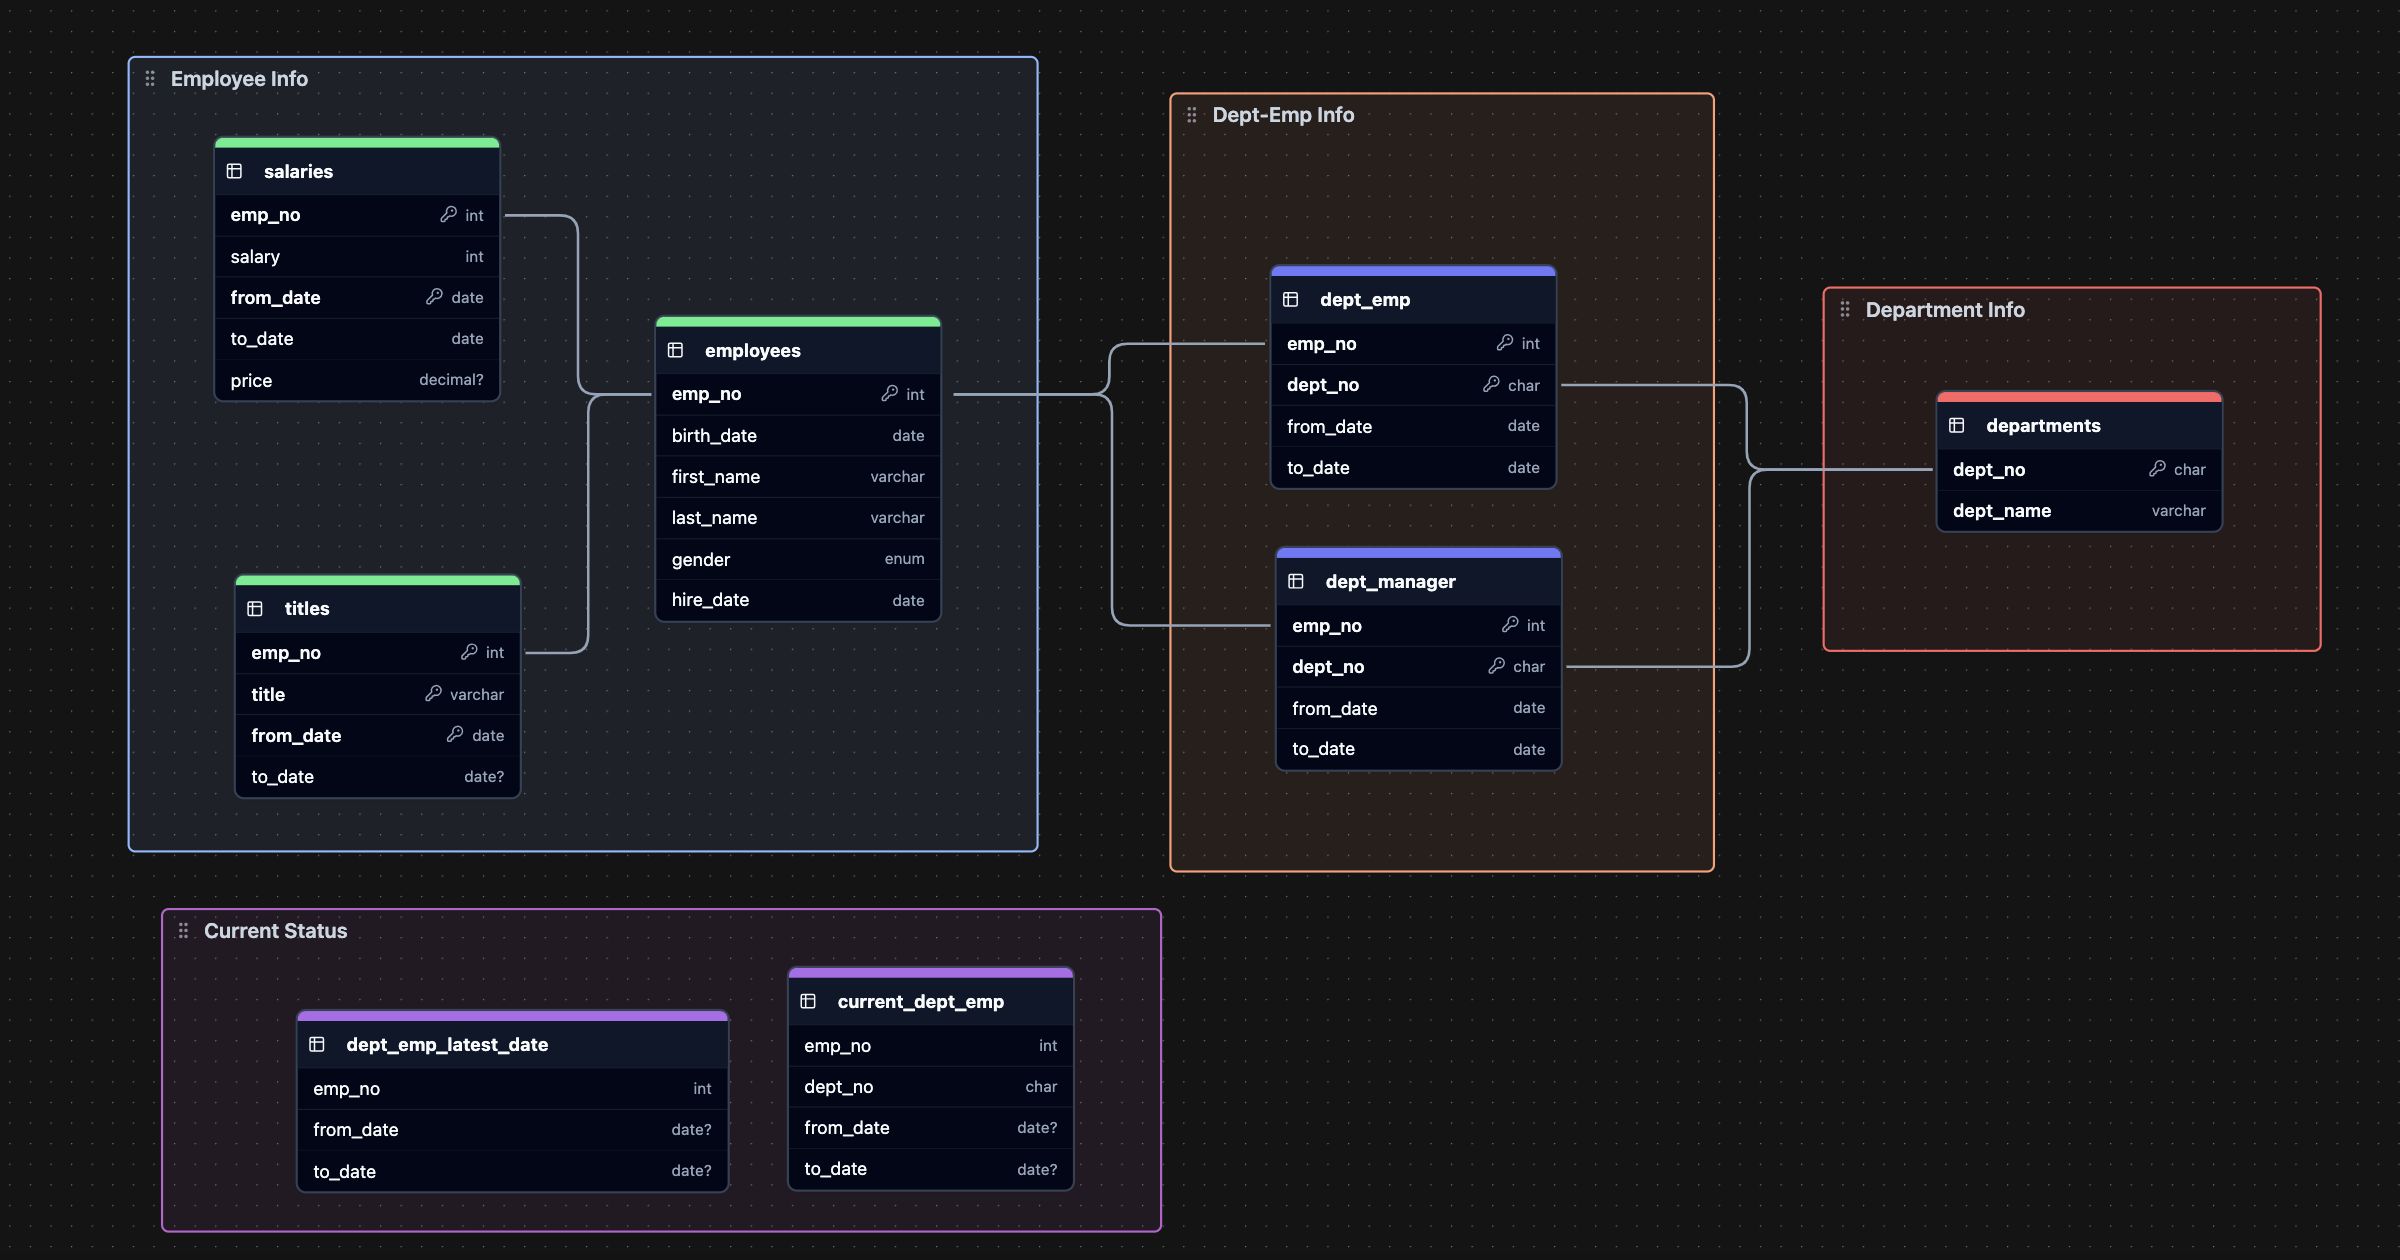 Employee Info
salaries
emp_no int
salary int
from_date date
to_date date
price decimal?
employees
emp_no int
birth_date date
first_name varchar
last_name varchar
gender enum
hire_date date
titles
emp_no int
title varchar
from_date date
to_date date?
Dept-Emp Info
dept_emp
emp_no int
dept_no char
from_date date
to_date date
dept_manager
emp_no int
dept_no char
from_date date
to_date date
Department Info
departments
dept_no char
dept_name varchar
Current Status
dept_emp_latest_date
emp_no int
from_date date?
to_date date?
current_dept_emp
emp_no int
dept_no char
from_date date?
to_date date?